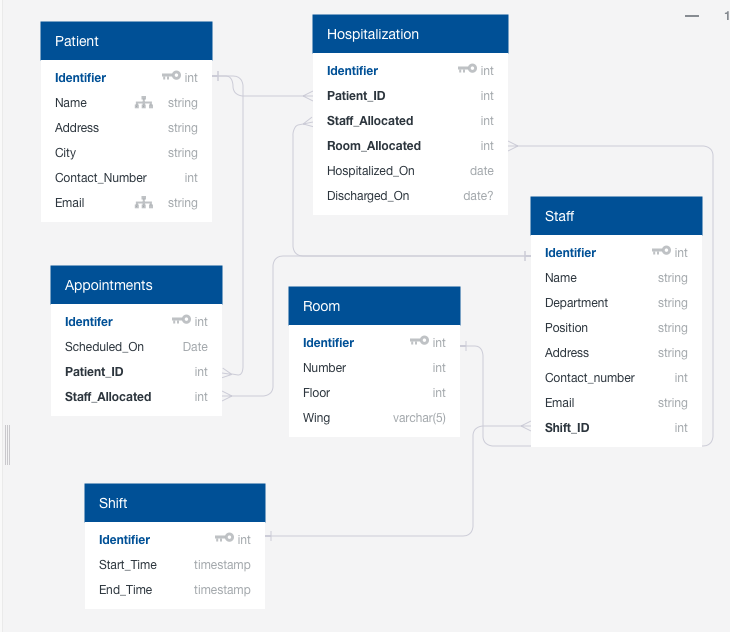 1
Patient
Identifier int
Name string
Address string
City string
Contact_Number int
Email string
Hospitalization
Identifier int
Patient_ID int
Staff_Allocated int
Room_Allocated int
Hospitalized_On date
Discharged_On date?
Staff
Identifier int
Name string
Department string
Position string
Address string
Contact_number int
Email string
Shift_ID int
Appointments
Identifer int
Scheduled_On Date
Patient_ID int
Staff_Allocated int
Room
Identifier int
Number int
Floor int
Wing varchar(5)
Shift
Identifier int
Start_Time timestamp
End_Time timestamp